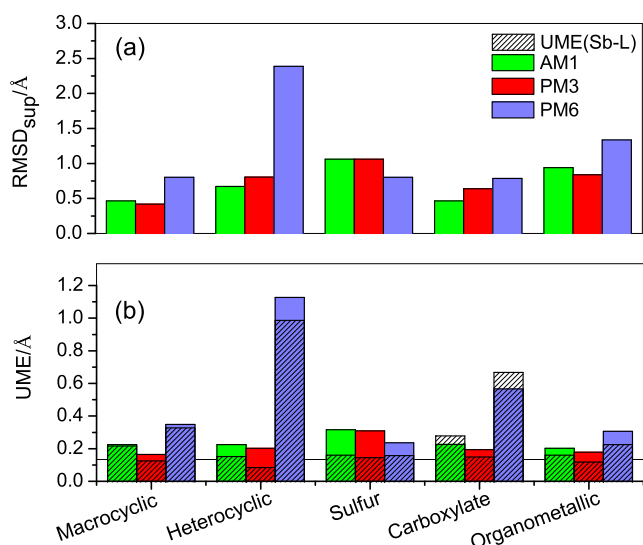 (a)
RMSD_sup/Å
3.0
2.5
2.0
1.5
1.0
0.5
0.0
UME(Sb-L)
AM1
PM3
PM6
(b)
UME/Å
1.2
1.0
0.8
0.6
0.4
0.2
0.0
Macrocyclic
Heterocyclic
Sulfur
Carboxylate
Organometallic